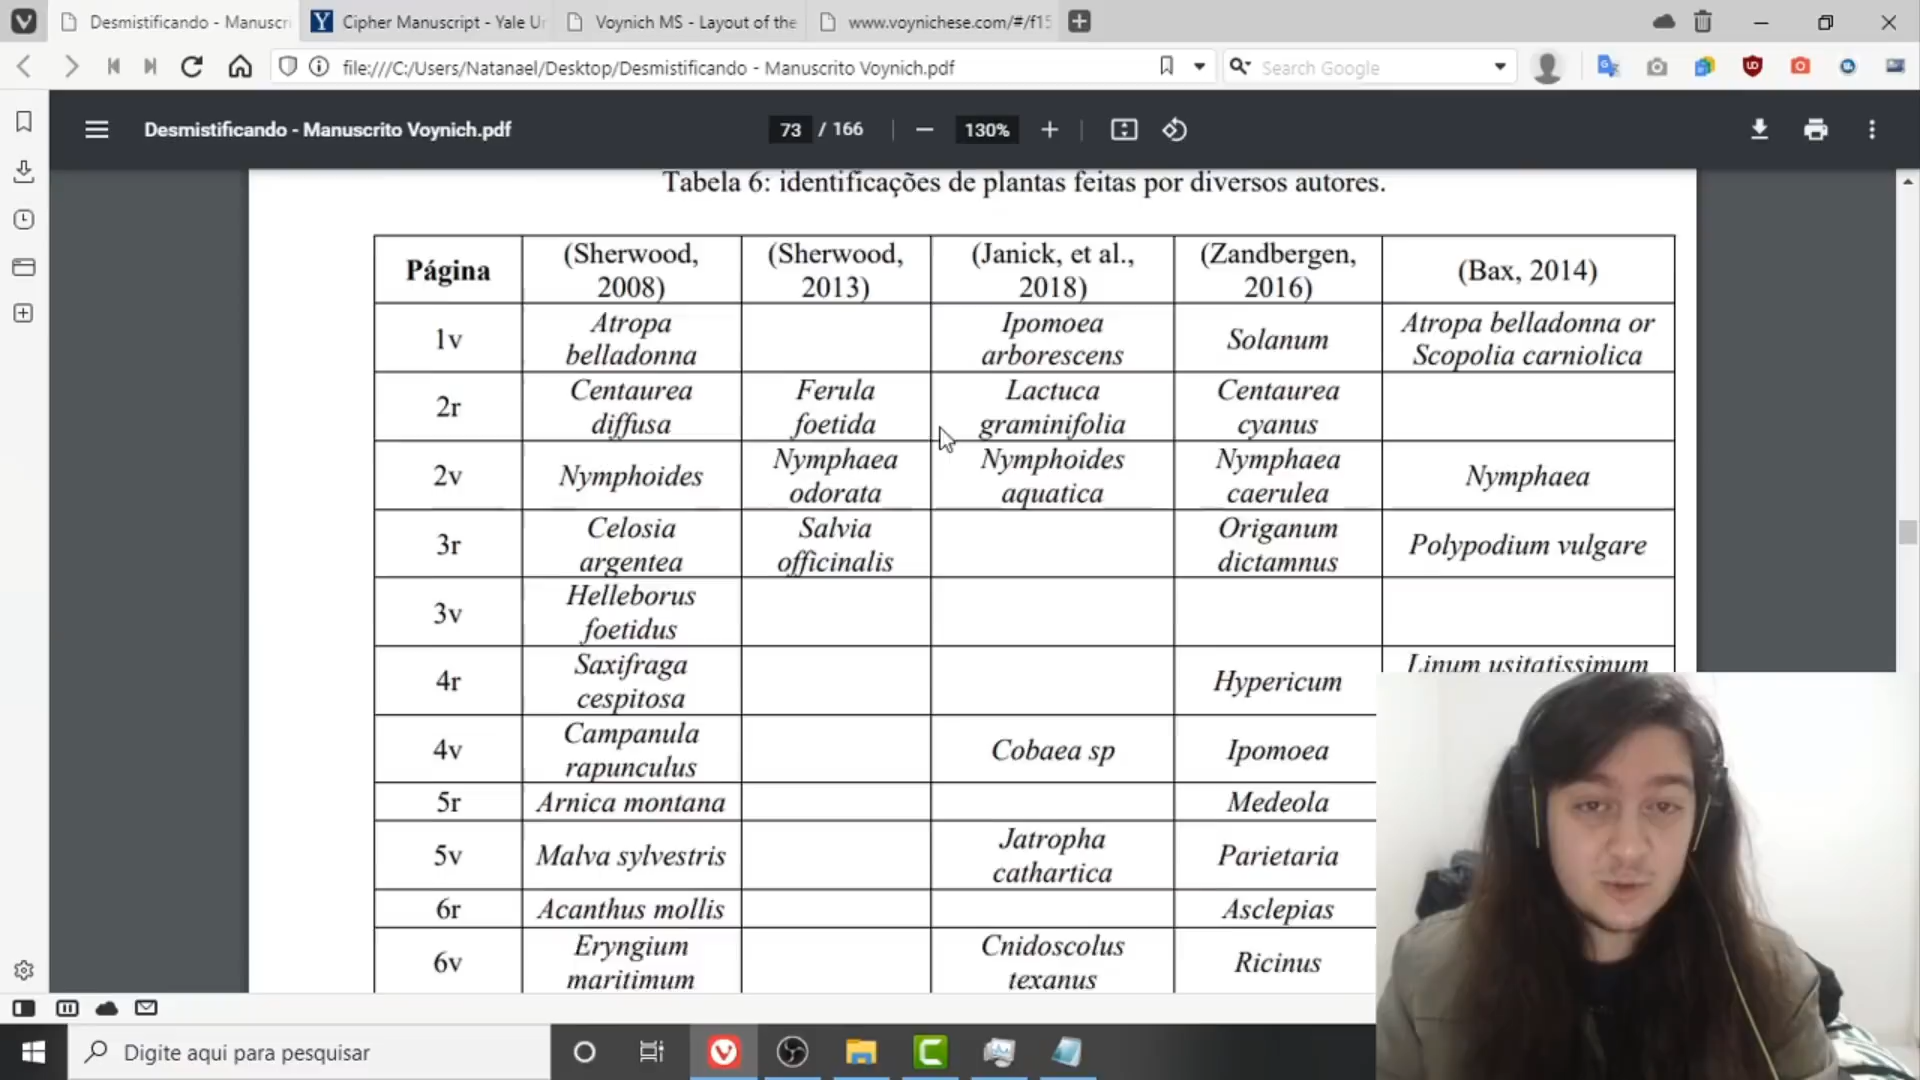 Desmistificando - Manuscri
Cipher Manuscript - Yale Ur
Voynich MS - Layout of the
www.voynichese.com/#/f15
file:///C:/Users/Natanael/Desktop/Desmistificando - Manuscrito Voynich.pdf
Search Google
Desmistificando - Manuscrito Voynich.pdf
73 / 166
130%
Tabela 6: identificações de plantas feitas por diversos autores.
Página
(Sherwood,
2008)
(Sherwood,
2013)
(Janick, et al.,
2018)
(Zandbergen,
2016)
(Bax, 2014)
1v
Atropa
belladonna
Ipomoea
arborescens
Solanum
Atropa belladonna or
Scopolia carniolica
2r
Centaurea
diffusa
Ferula
foetida
Lactuca
graminifolia
Centaurea
cyanus
2v
Nymphoides
Nymphaea
odorata
Nymphoides
aquatica
Nymphaea
caerulea
Nymphaea
3r
Celosia
argentea
Salvia
officinalis
Origanum
dictamnus
Polypodium vulgare
3v
Helleborus
foetidus
4r
Saxifraga
cespitosa
Hypericum
Linum usitatissimum
4v
Campanula
rapunculus
Cobaea sp
Ipomoea
5r
Arnica montana
Medeola
5v
Malva sylvestris
Jatropha
cathartica
Parietaria
6r
Acanthus mollis
Asclepias
6v
Eryngium
maritimum
Cnidoscolus
texanus
Ricinus
Digite aqui para pesquisar